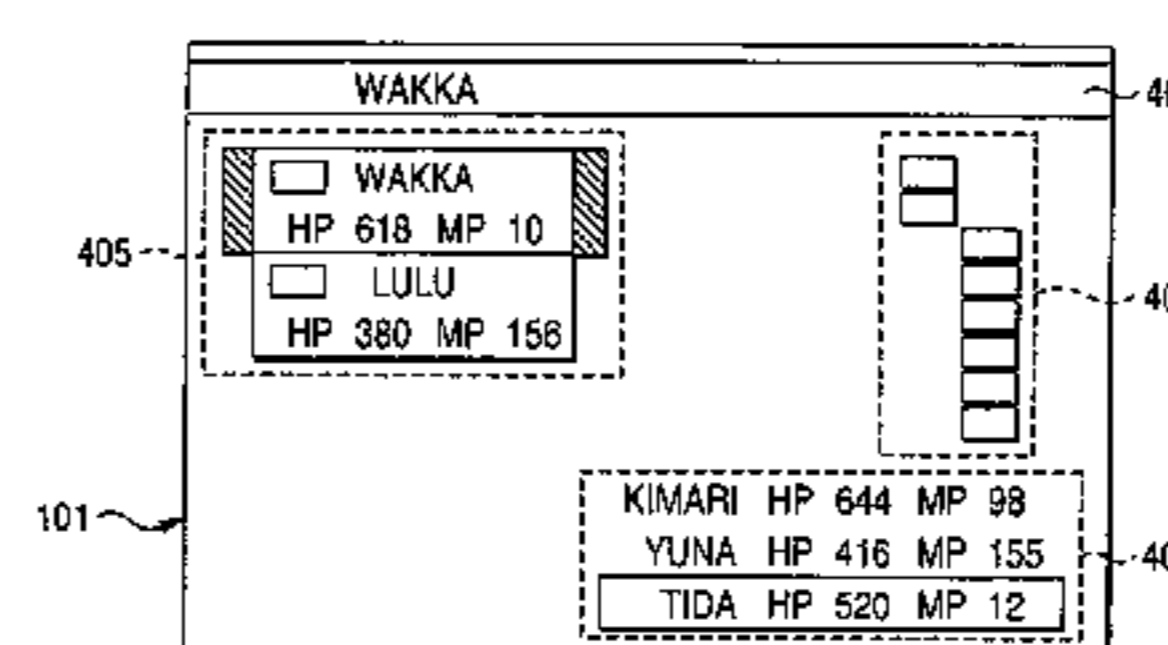 WAKKA
WAKKA
HP 618 MP 10
405
LULU
HP 380 MP 156
101
KIMARI HP 644 MP 98
YUNA HP 416 MP 155
TIDA HP 520 MP 12